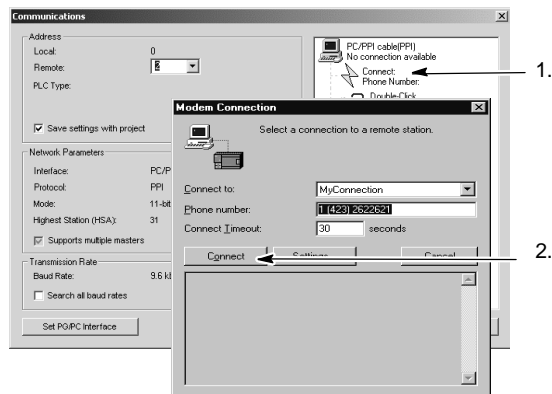 Communications
Address
Local: 0
Remote: 2
PLC Type:
Save settings with project
Network Parameters
Interface: PC/P
Protocol: PPI
Mode: 11-bit
Highest Station (HSA): 31
Supports multiple masters
Transmission Rate
Baud Rate: 9.6 k
Search all baud rates
Set PG/PC Interface
PC/PPI cable(PPI)
No connection available
Connect:
Phone Number:
Double-Click
1.
Modem Connection
Select a connection to a remote station.
Connect to: MyConnection
Phone number: 1 (423) 2622621
Connect Timeout: 30 seconds
Connect Settings Cancel
2.